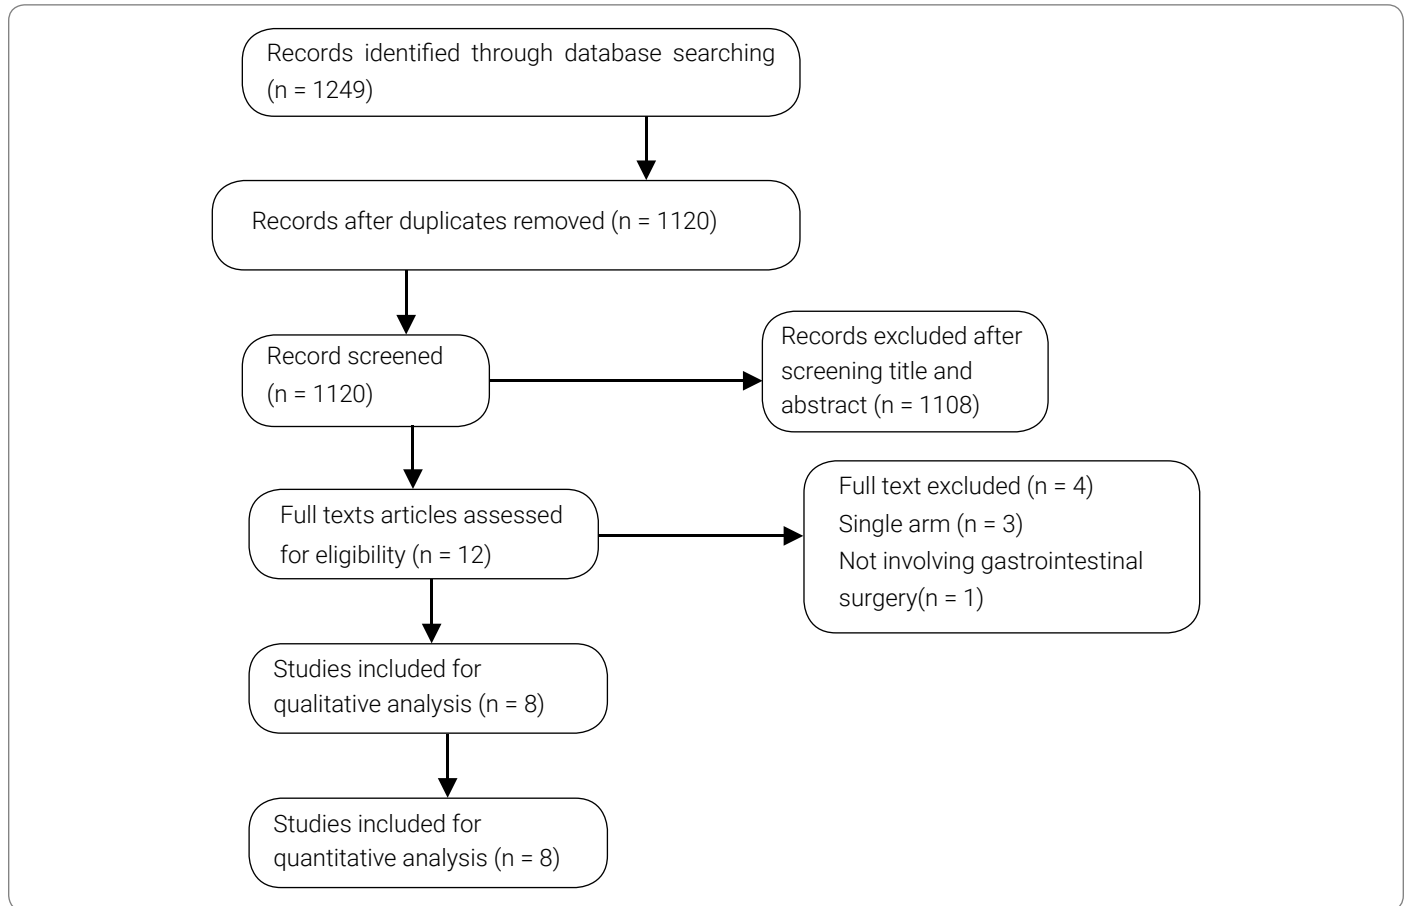 Records identified through database searching
(n = 1249)
Records after duplicates removed (n = 1120)
Record screened
(n = 1120)
Records excluded after
screening title and
abstract (n = 1108)
Full texts articles assessed
for eligibility (n = 12)
Full text excluded (n = 4)
Single arm (n = 3)
Not involving gastrointestinal
surgery(n = 1)
Studies included for
qualitative analysis (n = 8)
Studies included for
quantitative analysis (n = 8)